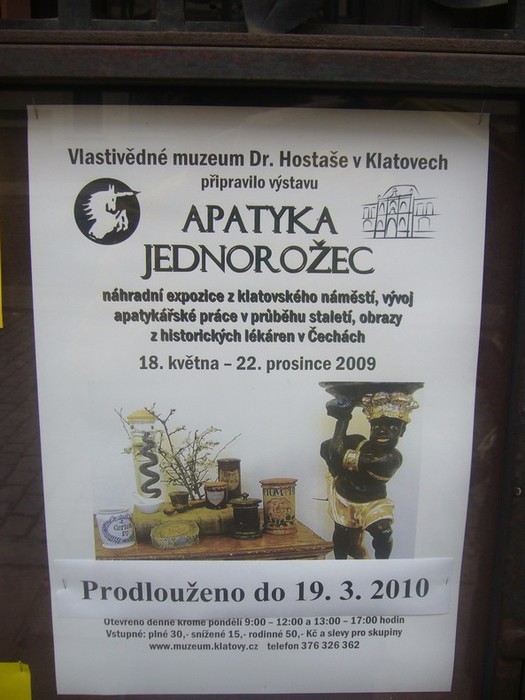 Vlastivědné muzeum Dr. Hostaše v Klatovech
připravilo výstavu
APATYKA
JEDNOROŽEC
náhradní expozice z klatovského náměstí, vývoj
apatykářské práce v průběhu staletí, obrazy
z historických lékáren v Čechách
18. května – 22. prosince 2009
Prodlouženo do 19. 3. 2010
Otevřeno denně kromě pondělí 9:00 – 12:00 a 13:00 – 17:00 hodin
Vstupné: plné 30,- snížené 15,- rodinné 50,- Kč a slevy pro skupiny
www.muzeum.klatovy.cz telefon 376 326 362